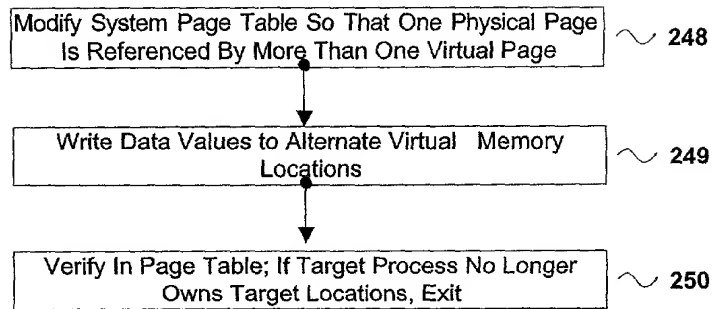 Modify System Page Table So That One Physical Page
Is Referenced By More Than One Virtual Page
248
Write Data Values to Alternate Virtual Memory
Locations
249
Verify In Page Table; If Target Process No Longer
Owns Target Locations, Exit
250